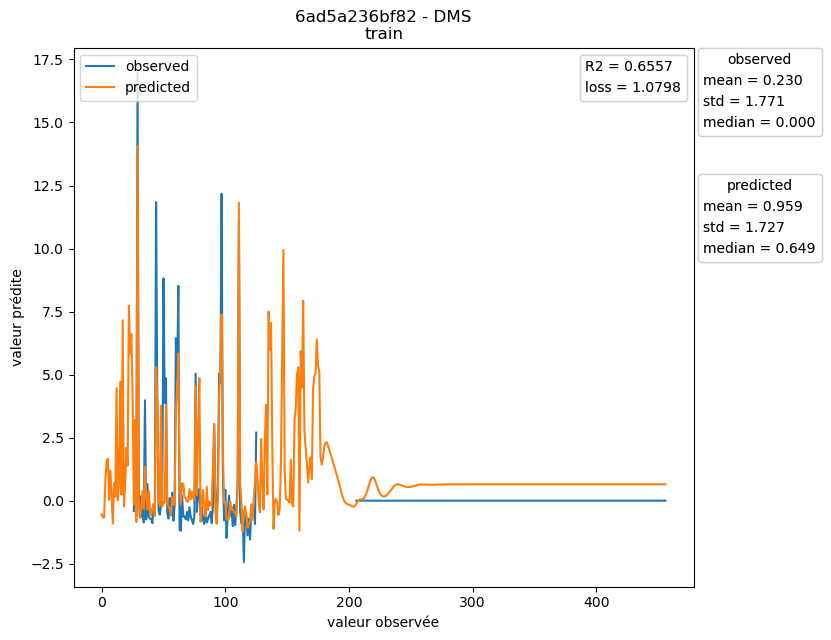 6ad5a236bf82 - DMS
train
observed
predicted
R2 = 0.6557
loss = 1.0798
observed
mean = 0.230
std = 1.771
median = 0.000
predicted
mean = 0.959
std = 1.727
median = 0.649
valeur prédite
17.5
15.0
12.5
10.0
7.5
5.0
2.5
0.0
−2.5
0
100
200
300
400
valeur observée